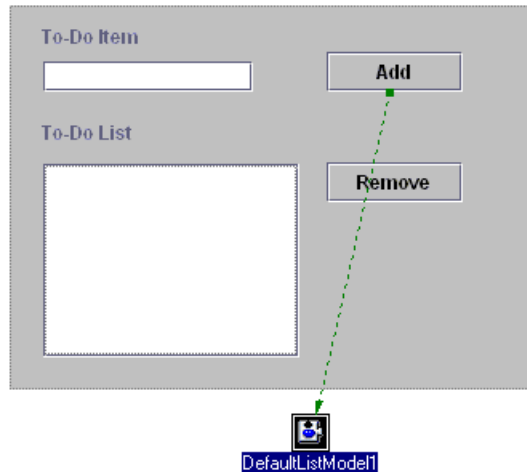 To-Do Item
Add
To-Do List
Remove
DefaultListModel1